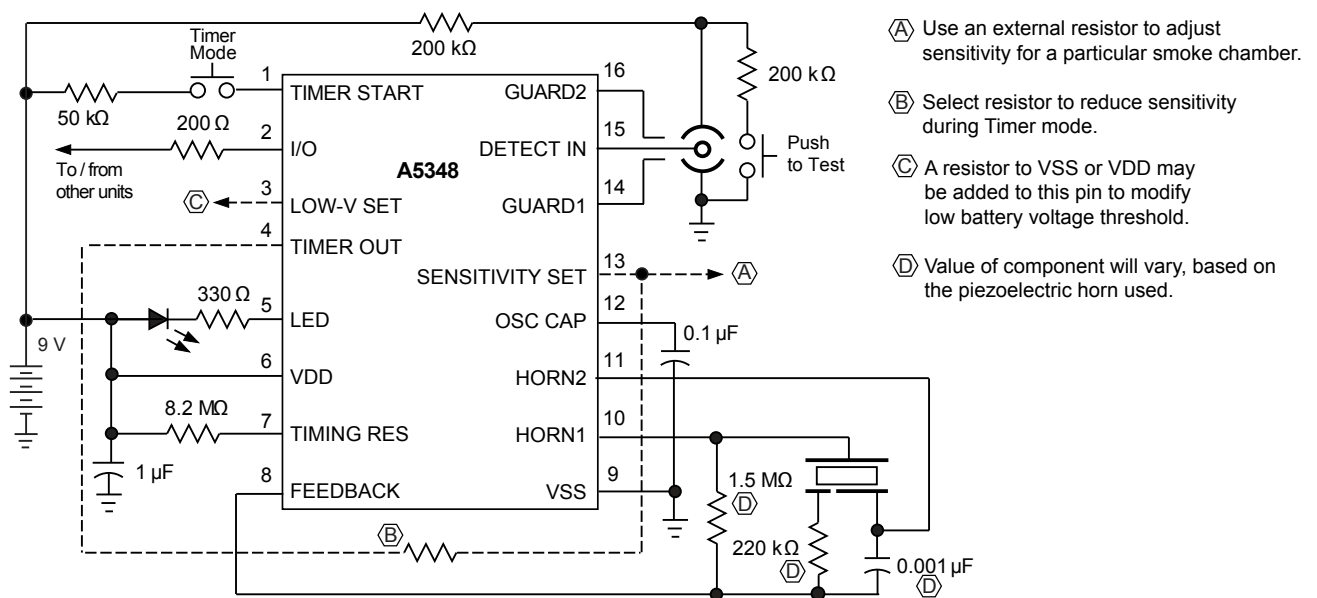 200 kΩ
Timer
Mode
50 kΩ
1
TIMER START
200 Ω
2
I/O
To / from
other units
3
LOW-V SET
C
4
TIMER OUT
330 Ω
5
LED
9 V
6
VDD
8.2 MΩ
7
TIMING RES
1 µF
8
FEEDBACK
A5348
16
GUARD2
15
DETECT IN
14
GUARD1
13
SENSITIVITY SET
A
12
OSC CAP
0.1 µF
11
HORN2
10
HORN1
9
VSS
200 kΩ
Push
to Test
B
1.5 MΩ
D
220 kΩ
D
0.001 µF
D
A Use an external resistor to adjust
sensitivity for a particular smoke chamber.
B Select resistor to reduce sensitivity
during Timer mode.
C A resistor to VSS or VDD may
be added to this pin to modify
low battery voltage threshold.
D Value of component will vary, based on
the piezoelectric horn used.